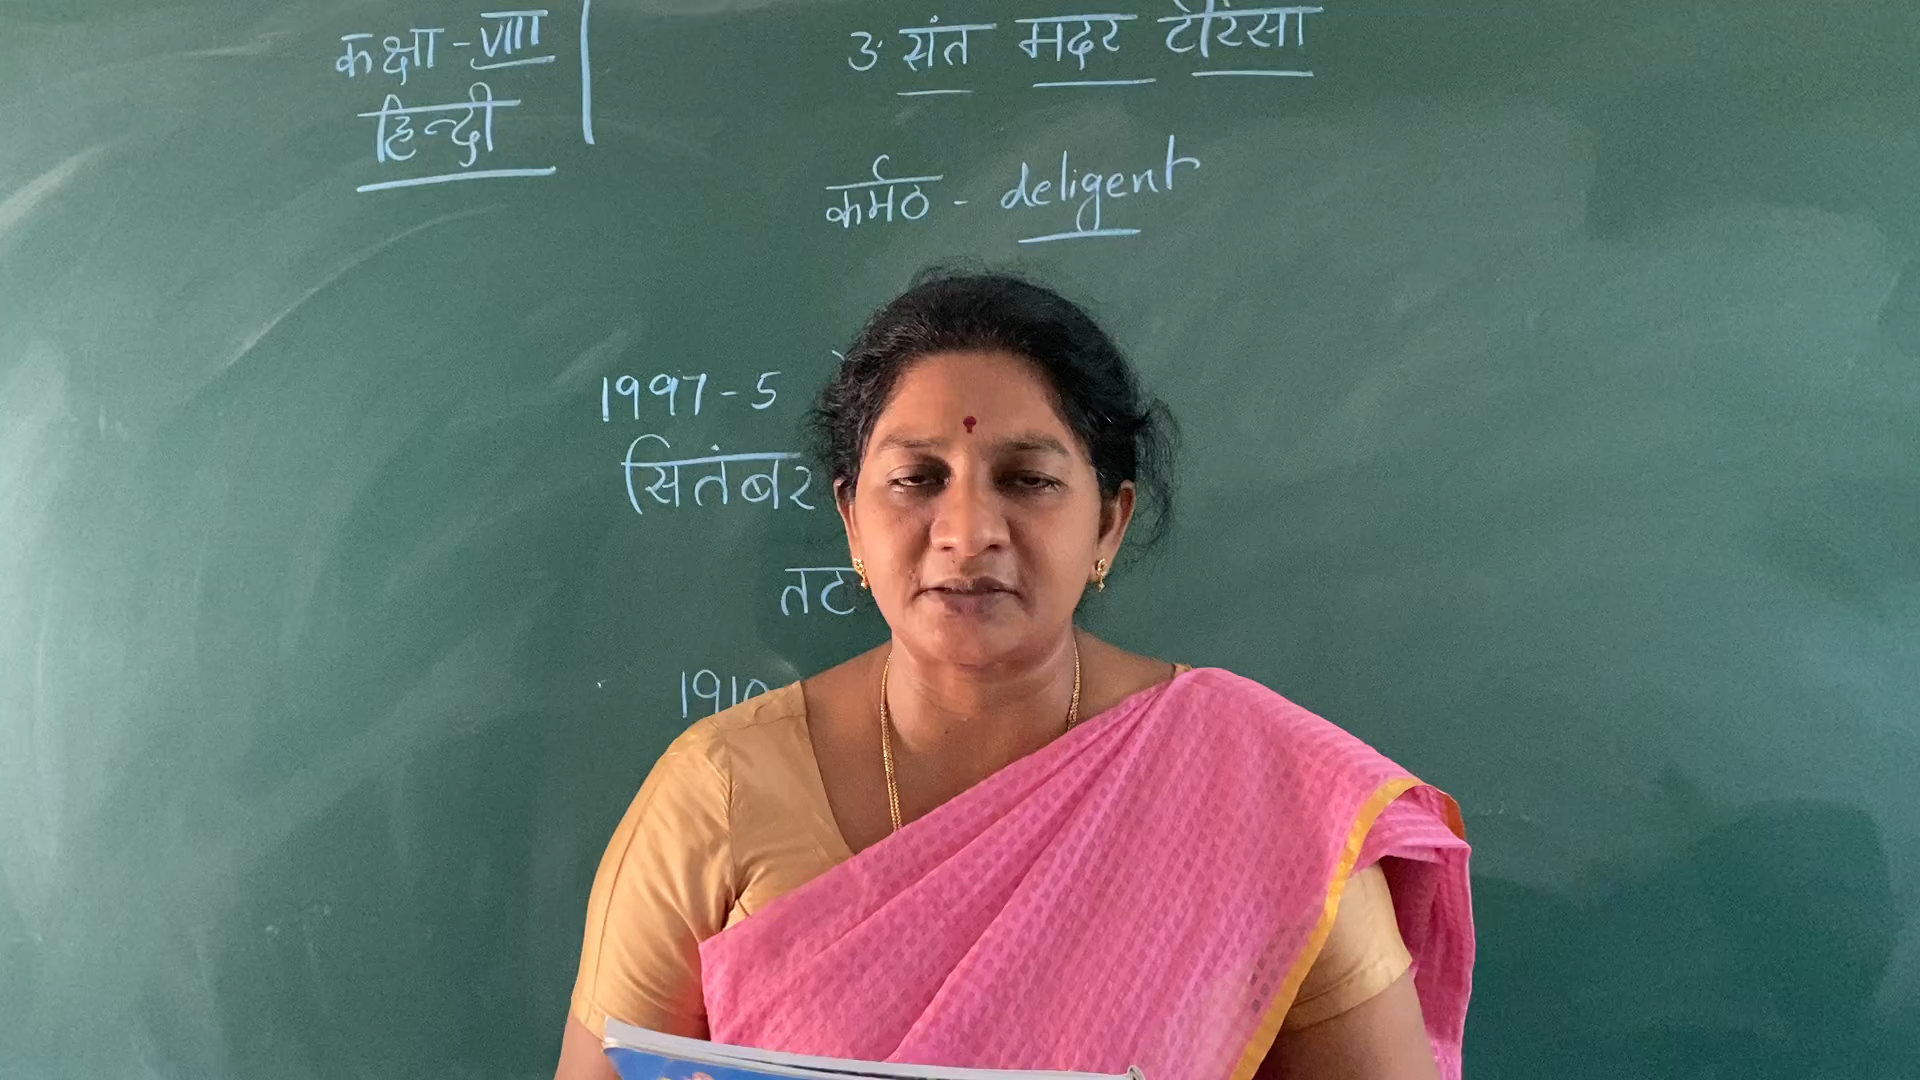 कक्षा - VIII
हिन्दी
3. संत मदर टेरेसा
कर्मठ - deligent
1997 - 5
सितंबर
तट
1910